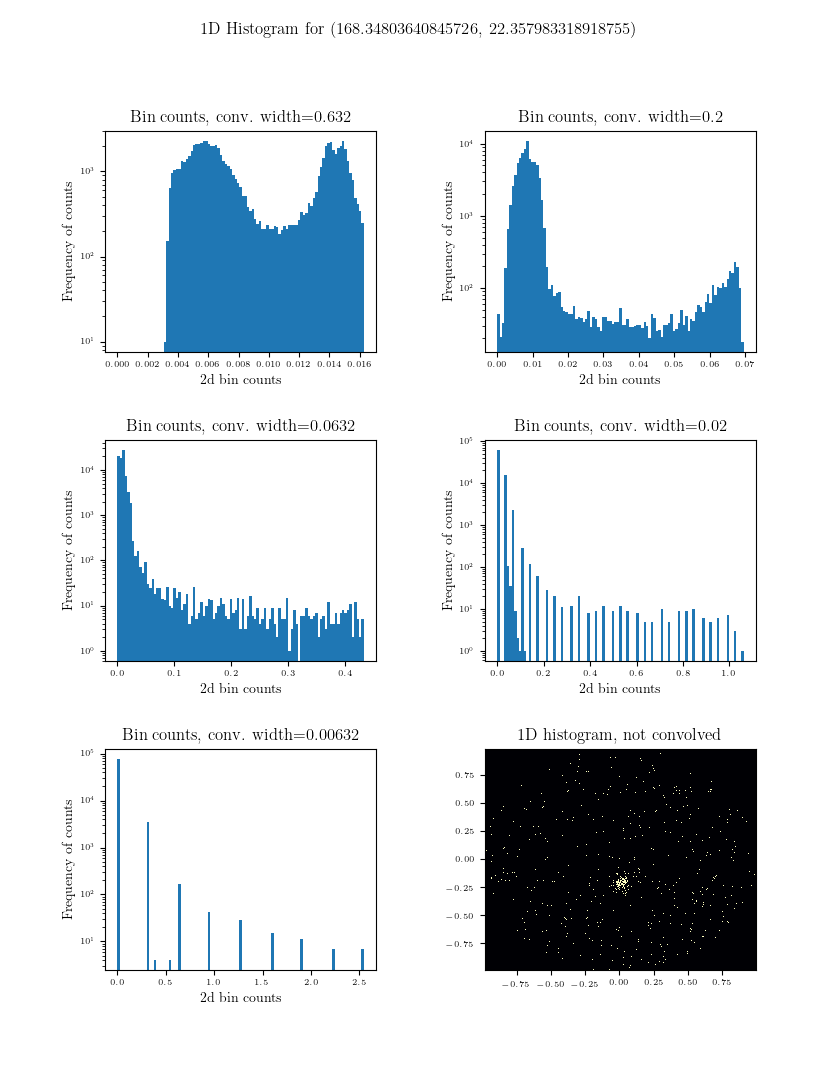 1D Histogram for (168.34803640845726, 22.357983318918755)
Bin counts, conv. width=0.632
Frequency of counts
10³
10²
10¹
0.000 0.002 0.004 0.006 0.008 0.010 0.012 0.014 0.016
2d bin counts
Bin counts, conv. width=0.2
Frequency of counts
10⁴
10³
10²
0.00 0.01 0.02 0.03 0.04 0.05 0.06 0.07
2d bin counts
Bin counts, conv. width=0.0632
Frequency of counts
10⁴
10³
10²
10¹
10⁰
0.0 0.1 0.2 0.3 0.4
2d bin counts
Bin counts, conv. width=0.02
Frequency of counts
10⁵
10⁴
10³
10²
10¹
10⁰
0.0 0.2 0.4 0.6 0.8 1.0
2d bin counts
Bin counts, conv. width=0.00632
Frequency of counts
10⁵
10⁴
10³
10²
10¹
0.0 0.5 1.0 1.5 2.0 2.5
2d bin counts
1D histogram, not convolved
0.75
0.50
0.25
0.00
−0.25
−0.50
−0.75
−0.75 −0.50 −0.25 0.00 0.25 0.50 0.75